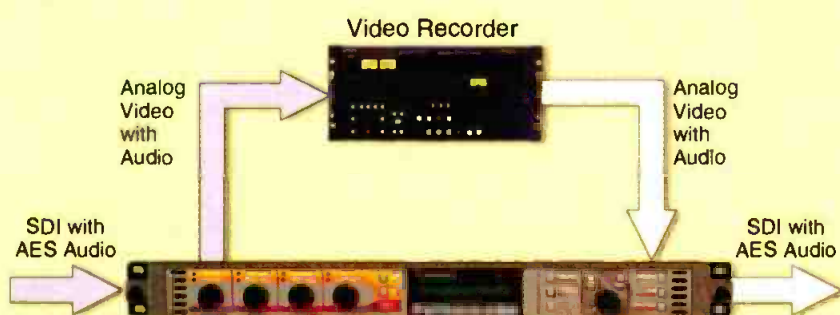 Video Recorder
Analog
Video
with
Audio
Analog
Video
with
Audio
SDI with
AES Audio
SDI with
AES Audio